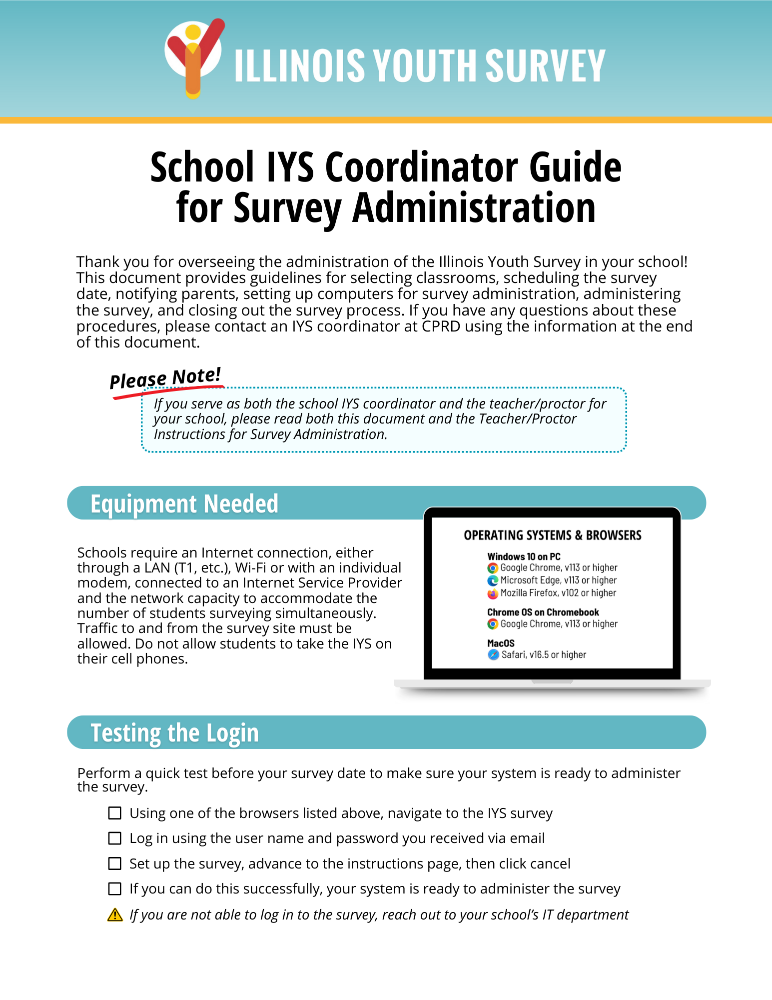 ILLINOIS YOUTH SURVEY
School IYS Coordinator Guide
for Survey Administration
Thank you for overseeing the administration of the Illinois Youth Survey in your school!
This document provides guidelines for selecting classrooms, scheduling the survey
date, notifying parents, setting up computers for survey administration, administering
the survey, and closing out the survey process. If you have any questions about these
procedures, please contact an IYS coordinator at CPRD using the information at the end
of this document.
Please Note!
If you serve as both the school IYS coordinator and the teacher/proctor for
your school, please read both this document and the Teacher/Proctor
Instructions for Survey Administration.
Equipment Needed
Schools require an Internet connection, either
through a LAN (T1, etc.), Wi-Fi or with an individual
modem, connected to an Internet Service Provider
and the network capacity to accommodate the
number of students surveying simultaneously.
Traffic to and from the survey site must be
allowed. Do not allow students to take the IYS on
their cell phones.
OPERATING SYSTEMS & BROWSERS
Windows 10 on PC
Google Chrome, v113 or higher
Microsoft Edge, v113 or higher
Mozilla Firefox, v102 or higher
Chrome OS on Chromebook
Google Chrome, v113 or higher
MacOS
Safari, v16.5 or higher
Testing the Login
Perform a quick test before your survey date to make sure your system is ready to administer
the survey.
Using one of the browsers listed above, navigate to the IYS survey
Log in using the user name and password you received via email
Set up the survey, advance to the instructions page, then click cancel
If you can do this successfully, your system is ready to administer the survey
If you are not able to log in to the survey, reach out to your school's IT department